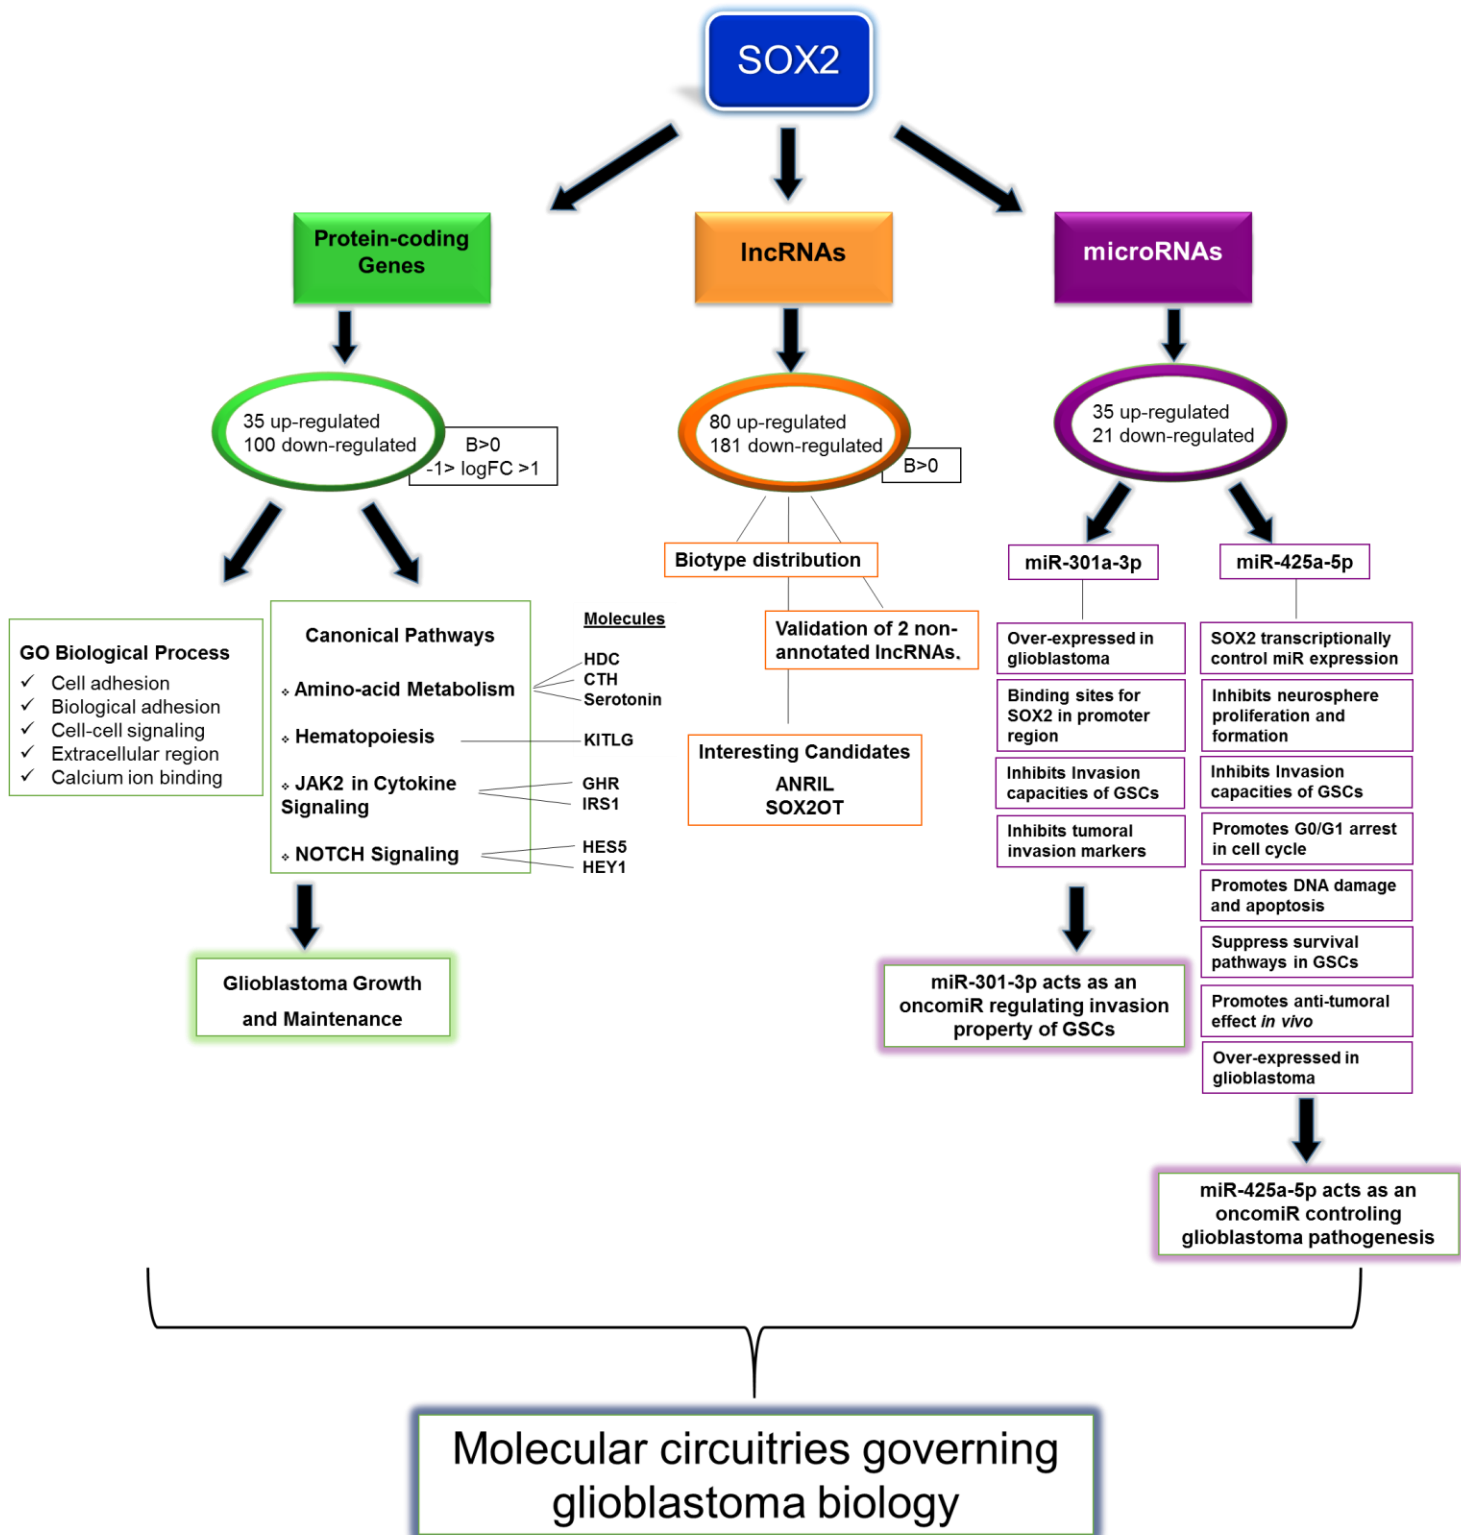 SOX2
Protein-coding
Genes
lncRNAs
microRNAs
35 up-regulated
100 down-regulated
B>0
-1> logFC >1
80 up-regulated
181 down-regulated
B>0
35 up-regulated
21 down-regulated
GO Biological Process
✓ Cell adhesion
✓ Biological adhesion
✓ Cell-cell signaling
✓ Extracellular region
✓ Calcium ion binding
Canonical Pathways
❖ Amino-acid Metabolism
❖ Hematopoiesis
❖ JAK2 in Cytokine
Signaling
❖ NOTCH Signaling
Molecules
HDC
CTH
Serotonin
KITLG
GHR
IRS1
HES5
HEY1
Glioblastoma Growth
and Maintenance
Biotype distribution
Validation of 2 non-
annotated lncRNAs.
Interesting Candidates
ANRIL
SOX2OT
miR-301a-3p
Over-expressed in
glioblastoma
Binding sites for
SOX2 in promoter
region
Inhibits Invasion
capacities of GSCs
Inhibits tumoral
invasion markers
miR-301-3p acts as an
oncomiR regulating invasion
property of GSCs
miR-425a-5p
SOX2 transcriptionally
control miR expression
Inhibits neurosphere
proliferation and
formation
Inhibits Invasion
capacities of GSCs
Promotes G0/G1 arrest
in cell cycle
Promotes DNA damage
and apoptosis
Suppress survival
pathways in GSCs
Promotes anti-tumoral
effect in vivo
Over-expressed in
glioblastoma
miR-425a-5p acts as an
oncomiR controling
glioblastoma pathogenesis
Molecular circuitries governing
glioblastoma biology